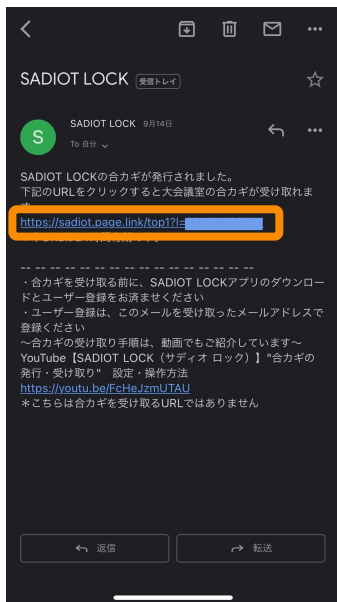 SADIOT LOCK 受信トレイ
S
SADIOT LOCK 9月14日
To 自分
SADIOT LOCKの合カギが発行されました。
下記のURLをクリックすると大会議室の合カギが受け取れま
https://sadiot.page.link/top1?l=
-- -- -- -- -- -- -- -- -- -- -- -- -- -- -- --
・合カギを受け取る前に、SADIOT LOCKアプリのダウンロー
ドとユーザー登録をお済ませください
・ユーザー登録は、このメールを受け取ったメールアドレスで
登録ください
〜合カギの受け取り手順は、動画でもご紹介しています〜
YouTube【SADIOT LOCK（サディオ ロック）】"合カギの
発行・受け取り" 設定・操作方法
https://youtu.be/FcHeJzmUTAU
＊こちらは合カギを受け取るURLではありません
返信
転送